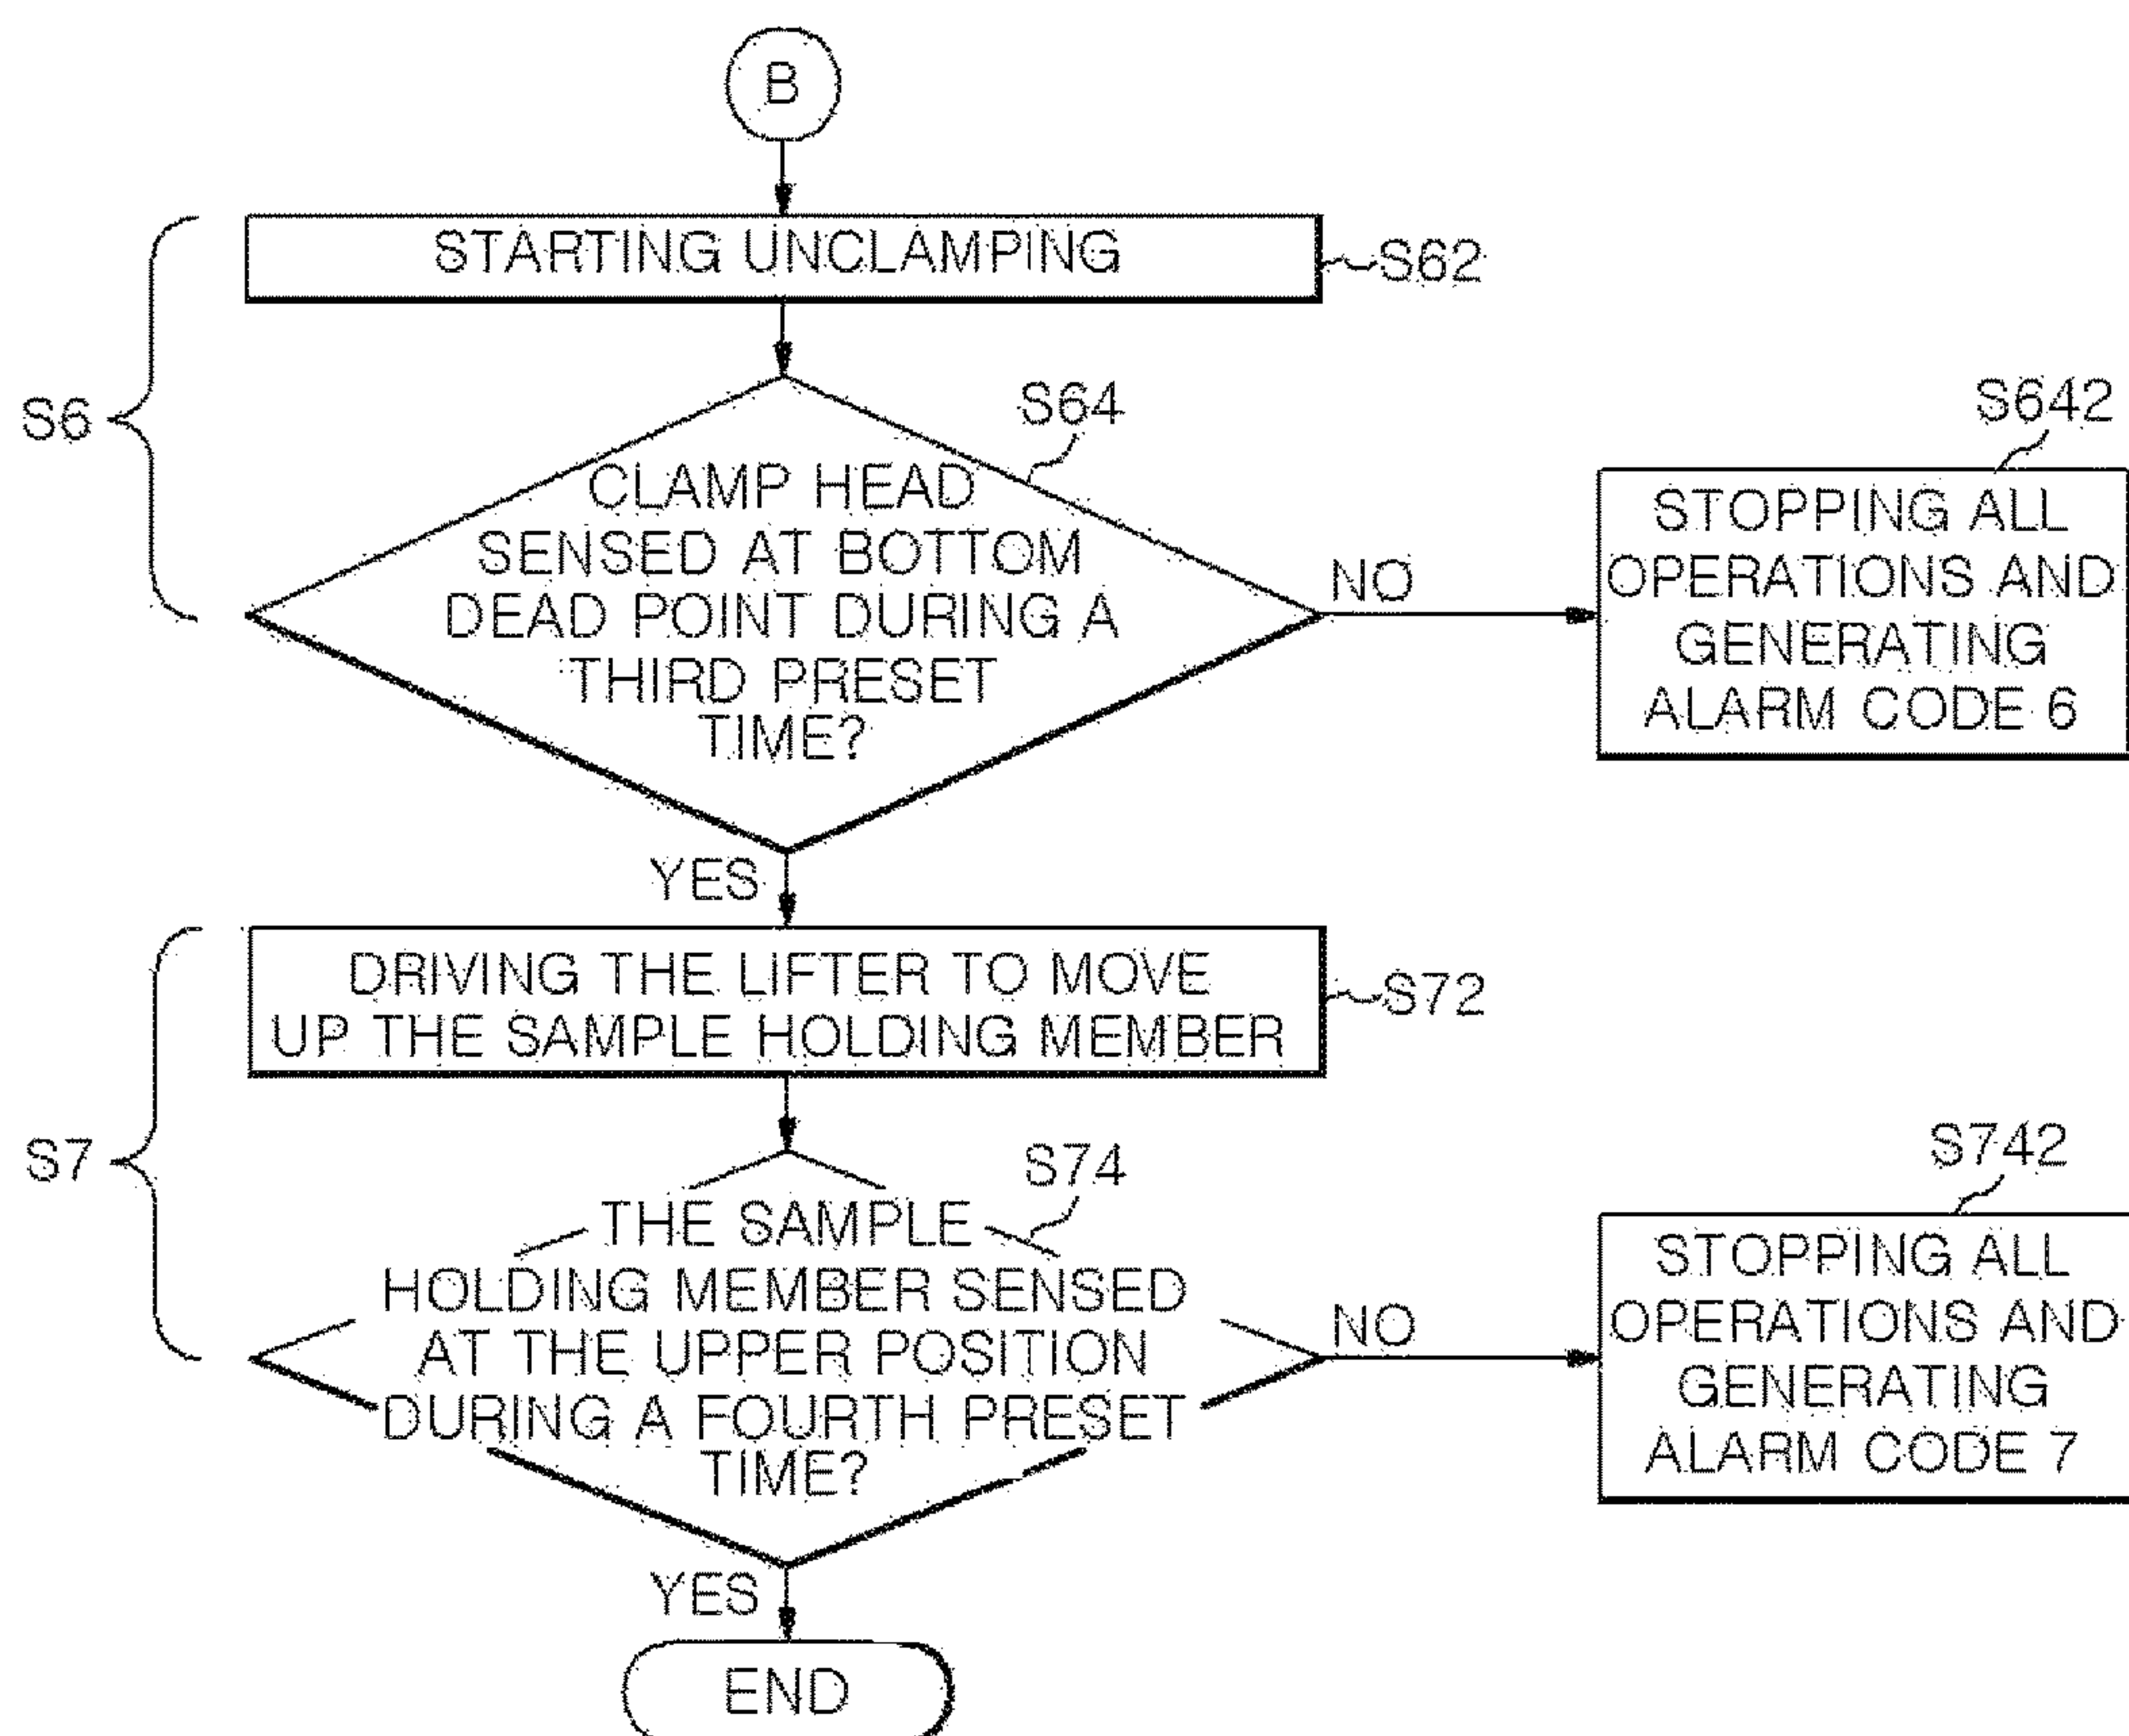 B
STARTING UNCLAMPING
S62
S6
S64
CLAMP HEAD
SENSED AT BOTTOM
DEAD POINT DURING A
THIRD PRESET
TIME?
NO
S642
STOPPING ALL
OPERATIONS AND
GENERATING
ALARM CODE 6
YES
DRIVING THE LIFTER TO MOVE
UP THE SAMPLE HOLDING MEMBER
S72
S7
S74
THE SAMPLE
HOLDING MEMBER SENSED
AT THE UPPER POSITION
DURING A FOURTH PRESET
TIME?
NO
S742
STOPPING ALL
OPERATIONS AND
GENERATING
ALARM CODE 7
YES
END